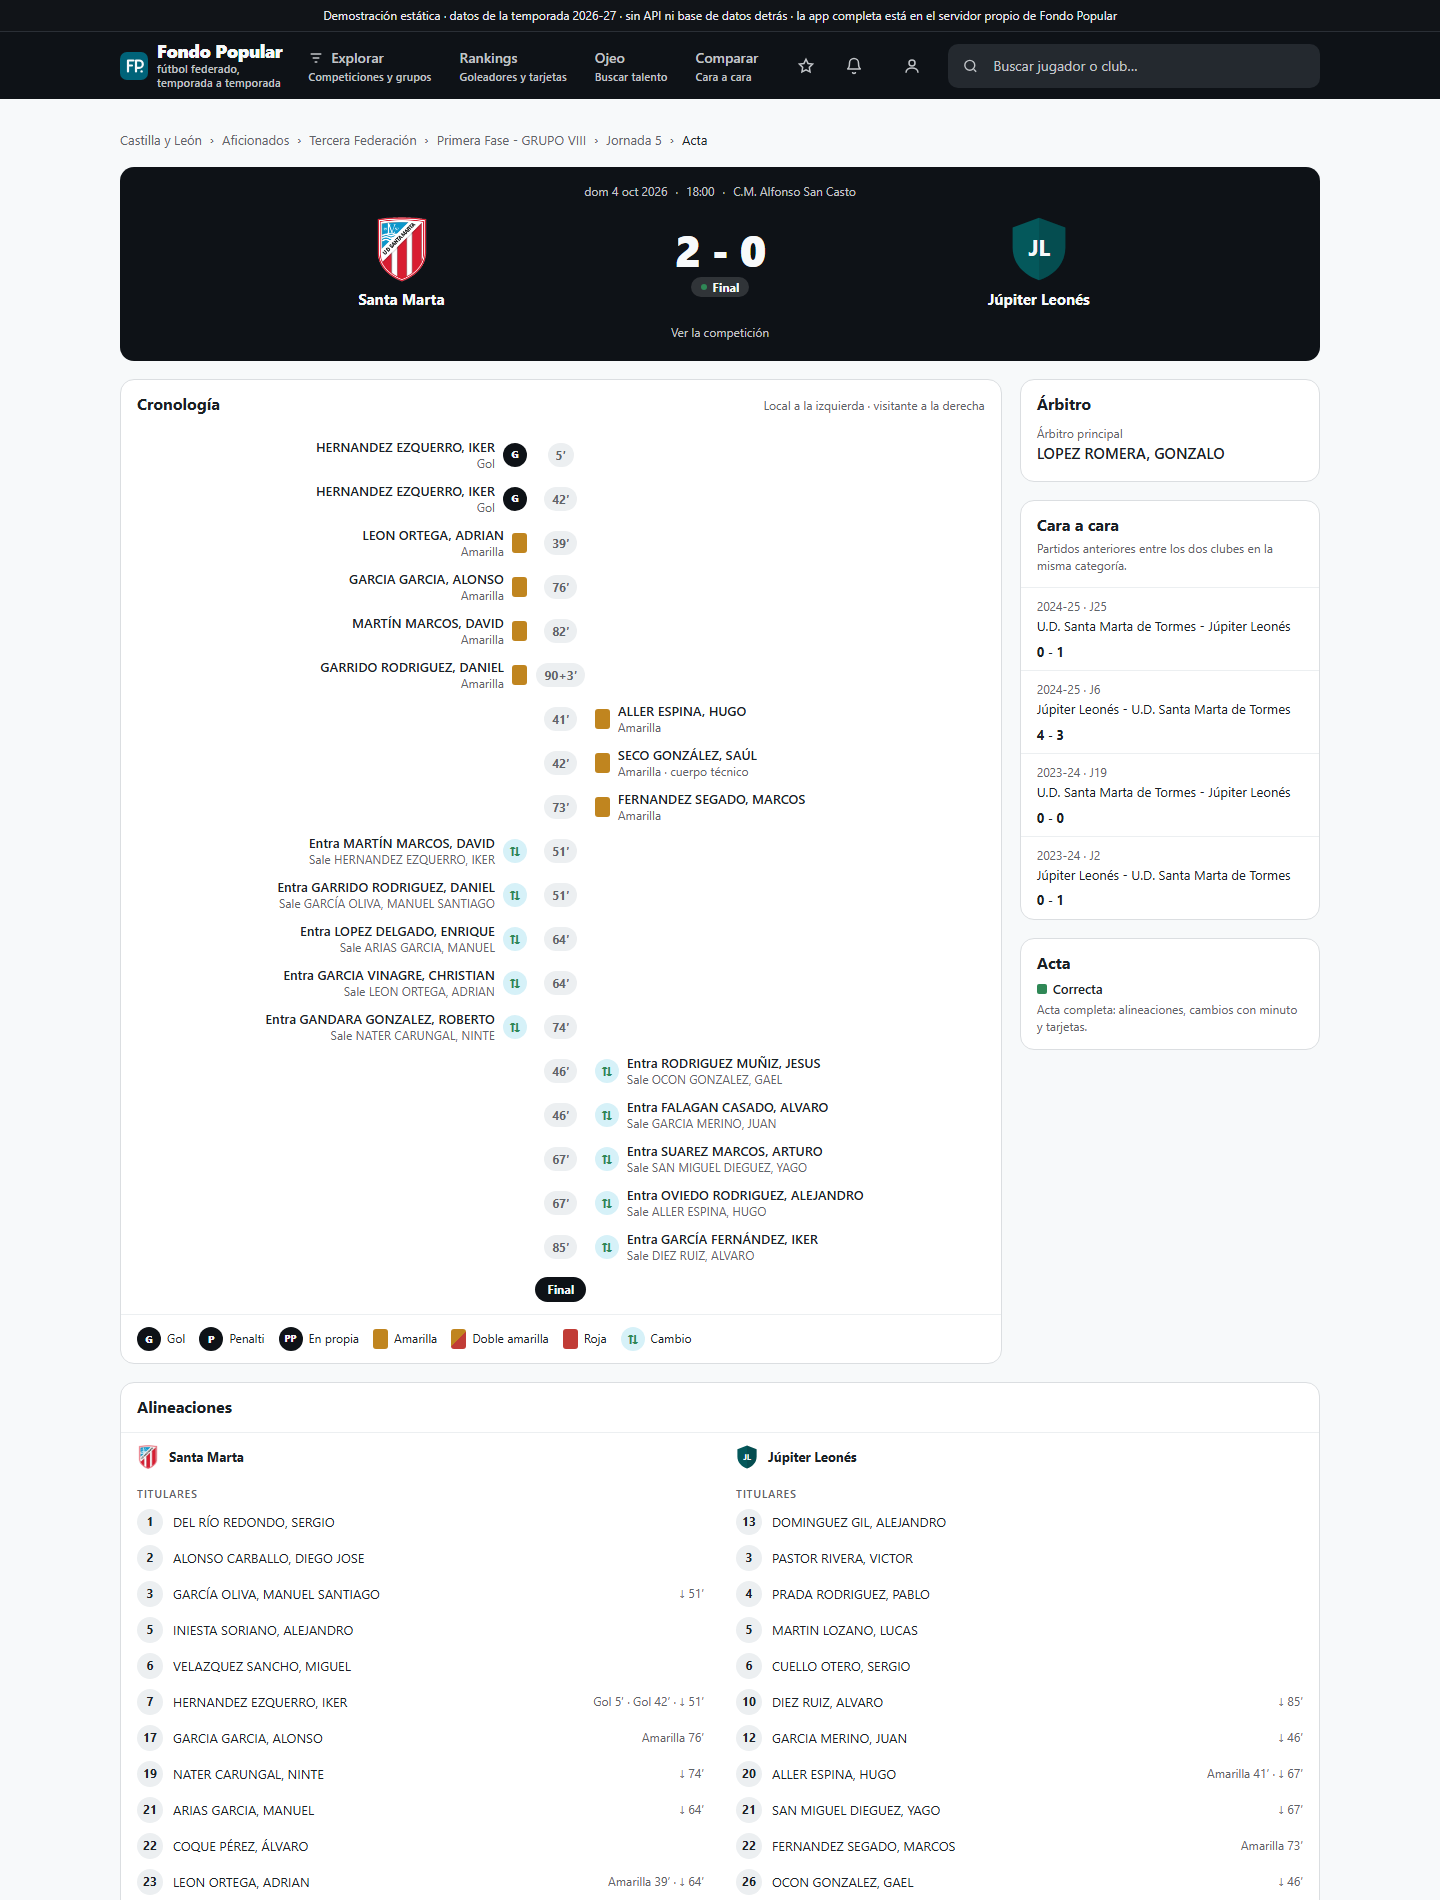 Demostración estática · datos de la temporada 2026-27 · sin API ni base de datos detrás · la app completa está en el servidor propio de Fondo Popular
FP
Fondo Popular
fútbol federado,
temporada a temporada
Explorar
Competiciones y grupos
Rankings
Goleadores y tarjetas
Ojeo
Buscar talento
Comparar
Cara a cara
Buscar jugador o club...
Castilla y León › Aficionados › Tercera Federación › Primera Fase - GRUPO VIII › Jornada 5 › Acta
dom 4 oct 2026 · 18:00 · C.M. Alfonso San Casto
U.D. SANTA MARTA
Santa Marta
2 - 0
Final
JL
Júpiter Leonés
Ver la competición
Cronología
Local a la izquierda · visitante a la derecha
HERNANDEZ EZQUERRO, IKER G 5'
Gol
HERNANDEZ EZQUERRO, IKER G 42'
Gol
LEON ORTEGA, ADRIAN 39'
Amarilla
GARCIA GARCIA, ALONSO 76'
Amarilla
MARTÍN MARCOS, DAVID 82'
Amarilla
GARRIDO RODRIGUEZ, DANIEL 90+3'
Amarilla
41' ALLER ESPINA, HUGO
Amarilla
42' SECO GONZÁLEZ, SAÚL
Amarilla · cuerpo técnico
73' FERNANDEZ SEGADO, MARCOS
Amarilla
Entra MARTÍN MARCOS, DAVID 51'
Sale HERNANDEZ EZQUERRO, IKER
Entra GARRIDO RODRIGUEZ, DANIEL 51'
Sale GARCÍA OLIVA, MANUEL SANTIAGO
Entra LOPEZ DELGADO, ENRIQUE 64'
Sale ARIAS GARCIA, MANUEL
Entra GARCIA VINAGRE, CHRISTIAN 64'
Sale LEON ORTEGA, ADRIAN
Entra GANDARA GONZALEZ, ROBERTO 74'
Sale NATER CARUNGAL, NINTE
46' Entra RODRIGUEZ MUÑIZ, JESUS
Sale OCON GONZALEZ, GAEL
46' Entra FALAGAN CASADO, ALVARO
Sale GARCIA MERINO, JUAN
67' Entra SUAREZ MARCOS, ARTURO
Sale SAN MIGUEL DIEGUEZ, YAGO
67' Entra OVIEDO RODRIGUEZ, ALEJANDRO
Sale ALLER ESPINA, HUGO
85' Entra GARCÍA FERNÁNDEZ, IKER
Sale DIEZ RUIZ, ALVARO
Final
G Gol P Penalti PP En propia Amarilla Doble amarilla Roja Cambio
Árbitro
Árbitro principal
LOPEZ ROMERA, GONZALO
Cara a cara
Partidos anteriores entre los dos clubes en la
misma categoría.
2024-25 · J25
U.D. Santa Marta de Tormes - Júpiter Leonés
0 - 1
2024-25 · J6
Júpiter Leonés - U.D. Santa Marta de Tormes
4 - 3
2023-24 · J19
U.D. Santa Marta de Tormes - Júpiter Leonés
0 - 0
2023-24 · J2
Júpiter Leonés - U.D. Santa Marta de Tormes
0 - 1
Acta
Correcta
Acta completa: alineaciones, cambios con minuto
y tarjetas.
Alineaciones
Santa Marta
TITULARES
1 DEL RÍO REDONDO, SERGIO
2 ALONSO CARBALLO, DIEGO JOSE
3 GARCÍA OLIVA, MANUEL SANTIAGO ↓ 51'
5 INIESTA SORIANO, ALEJANDRO
6 VELAZQUEZ SANCHO, MIGUEL
7 HERNANDEZ EZQUERRO, IKER Gol 5' · Gol 42' · ↓ 51'
17 GARCIA GARCIA, ALONSO Amarilla 76'
19 NATER CARUNGAL, NINTE ↓ 74'
21 ARIAS GARCIA, MANUEL ↓ 64'
22 COQUE PÉREZ, ÁLVARO
23 LEON ORTEGA, ADRIAN Amarilla 39' · ↓ 64'
JL Júpiter Leonés
TITULARES
13 DOMINGUEZ GIL, ALEJANDRO
3 PASTOR RIVERA, VICTOR
4 PRADA RODRIGUEZ, PABLO
5 MARTIN LOZANO, LUCAS
6 CUELLO OTERO, SERGIO
10 DIEZ RUIZ, ALVARO ↓ 85'
12 GARCIA MERINO, JUAN ↓ 46'
20 ALLER ESPINA, HUGO Amarilla 41' · ↓ 67'
21 SAN MIGUEL DIEGUEZ, YAGO ↓ 67'
22 FERNANDEZ SEGADO, MARCOS Amarilla 73'
26 OCON GONZALEZ, GAEL ↓ 46'